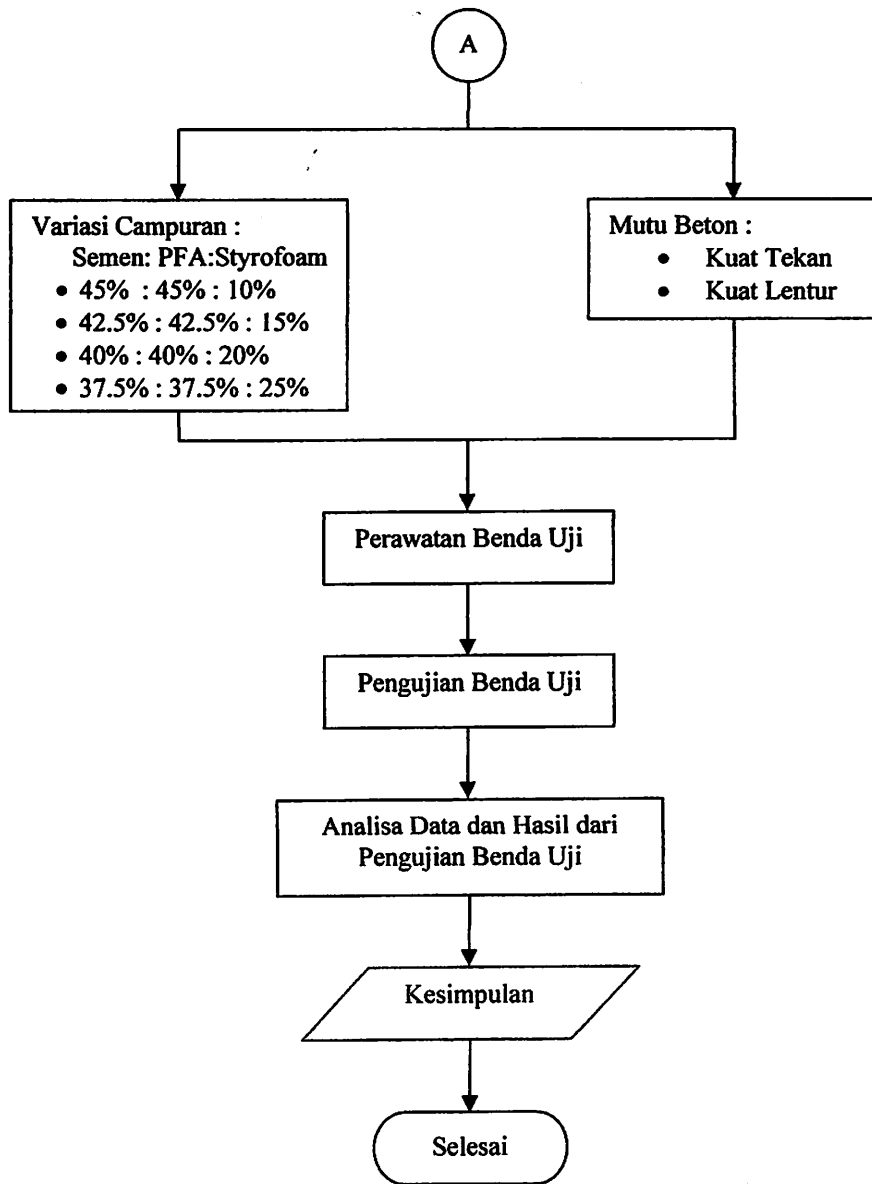 A
Variasi Campuran :
Semen: PFA:Styrofoam
• 45% : 45% : 10%
• 42.5% : 42.5% : 15%
• 40% : 40% : 20%
• 37.5% : 37.5% : 25%
Mutu Beton :
• Kuat Tekan
• Kuat Lentur
Perawatan Benda Uji
Pengujian Benda Uji
Analisa Data dan Hasil dari
Pengujian Benda Uji
Kesimpulan
Selesai